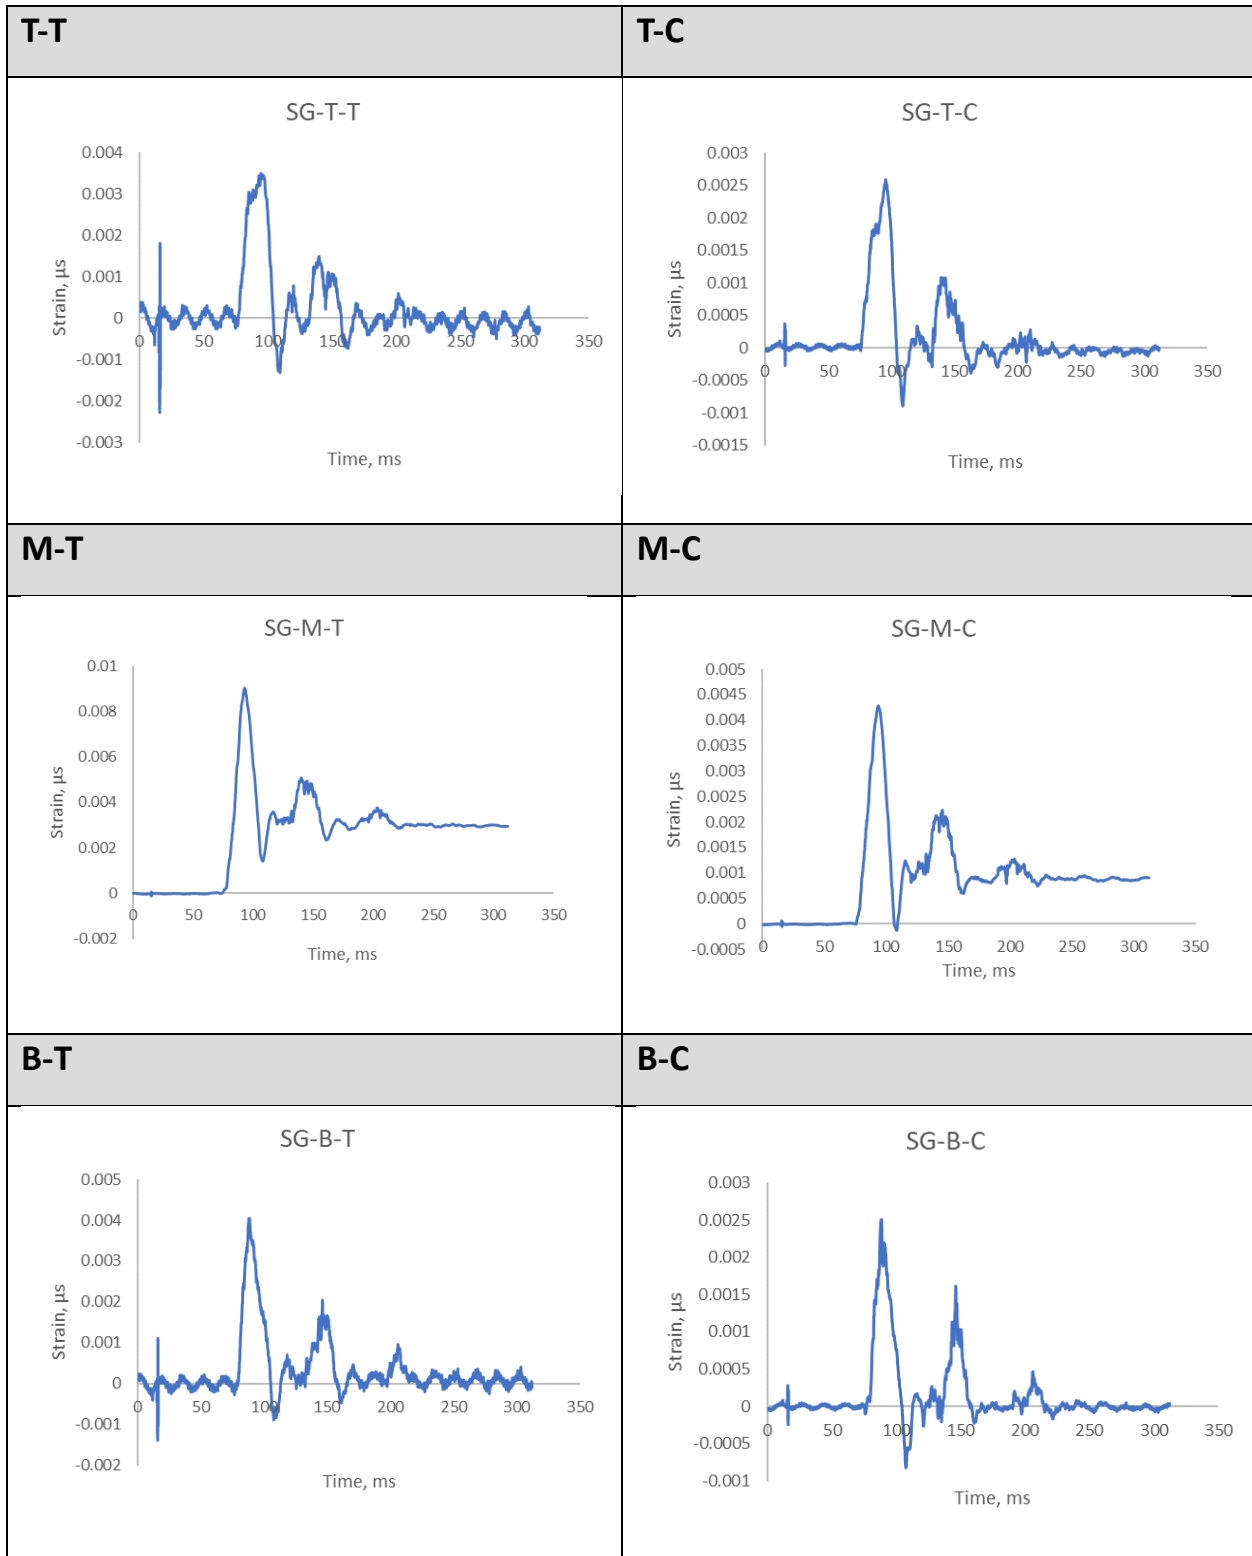 T-T
T-C
SG-T-T
0.004
0.003
0.002
0.001
0
-0.001
-0.002
-0.003
0 50 100 150 200 250 300 350
Strain, μs
Time, ms
SG-T-C
0.003
0.0025
0.002
0.0015
0.001
0.0005
0
-0.0005
-0.001
-0.0015
0 50 100 150 200 250 300 350
Strain, μs
Time, ms
M-T
M-C
SG-M-T
0.01
0.008
0.006
0.004
0.002
0
-0.002
0 50 100 150 200 250 300 350
Strain, μs
Time, ms
SG-M-C
0.005
0.0045
0.004
0.0035
0.003
0.0025
0.002
0.0015
0.001
0.0005
0
-0.0005
0 50 100 150 200 250 300 350
Strain, μs
Time, ms
B-T
B-C
SG-B-T
0.005
0.004
0.003
0.002
0.001
0
-0.001
-0.002
0 50 100 150 200 250 300 350
Strain, μs
Time, ms
SG-B-C
0.003
0.0025
0.002
0.0015
0.001
0.0005
0
-0.0005
-0.001
0 50 100 150 200 250 300 350
Strain, μs
Time, ms